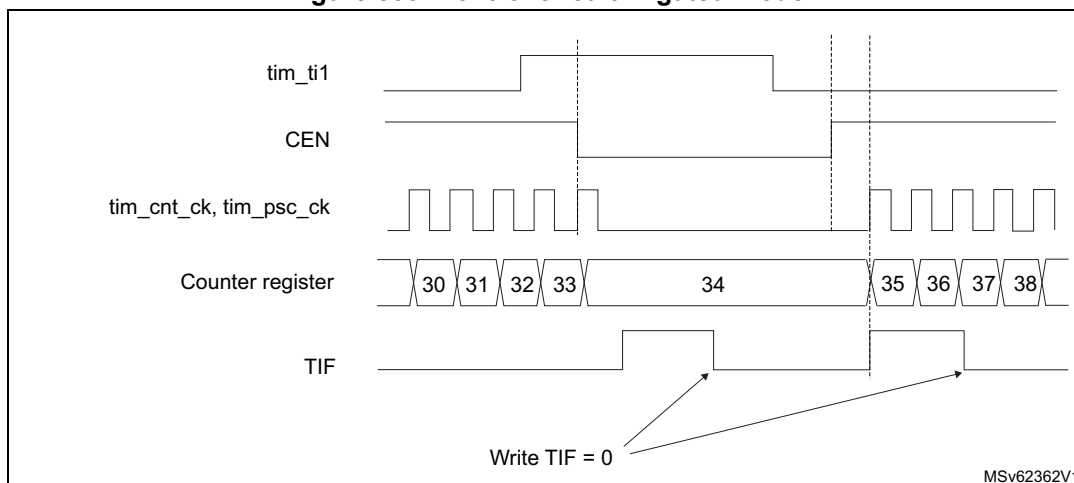 tim_ti1
CEN
tim_cnt_ck, tim_psc_ck
Counter register
30 31 32 33 34 35 36 37 38
TIF
Write TIF = 0
MSv62362V1